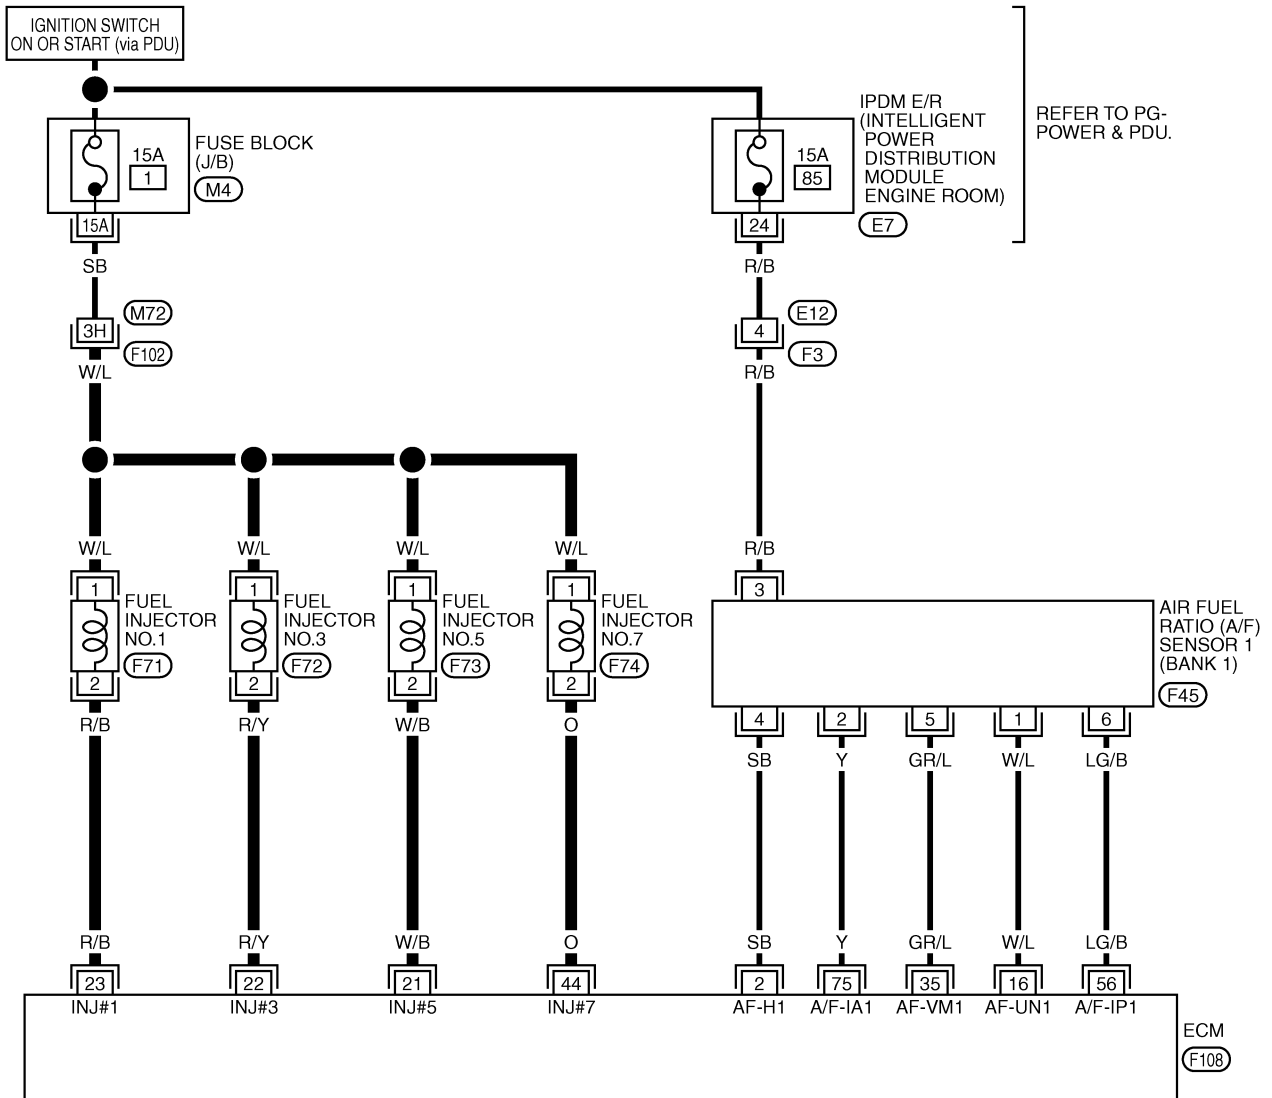 IGNITION SWITCH
ON OR START (via PDU)
FUSE BLOCK
(J/B)
M4
15A
1
15A
SB
IPDM E/R
(INTELLIGENT
POWER
DISTRIBUTION
MODULE
ENGINE ROOM)
E7
15A
85
24
R/B
REFER TO PG-
POWER & PDU.
M72
3H
F102
W/L
E12
4
F3
R/B
W/L
W/L
W/L
W/L
R/B
1
FUEL
INJECTOR
NO.1
F71
2
1
FUEL
INJECTOR
NO.3
F72
2
1
FUEL
INJECTOR
NO.5
F73
2
1
FUEL
INJECTOR
NO.7
F74
2
3
AIR FUEL
RATIO (A/F)
SENSOR 1
(BANK 1)
F45
4
2
5
1
6
R/B
R/Y
W/B
O
SB
Y
GR/L
W/L
LG/B
R/B
R/Y
W/B
O
SB
Y
GR/L
W/L
LG/B
23
22
21
44
2
75
35
16
56
INJ#1
INJ#3
INJ#5
INJ#7
AF-H1
A/F-IA1
AF-VM1
AF-UN1
A/F-IP1
ECM
F108